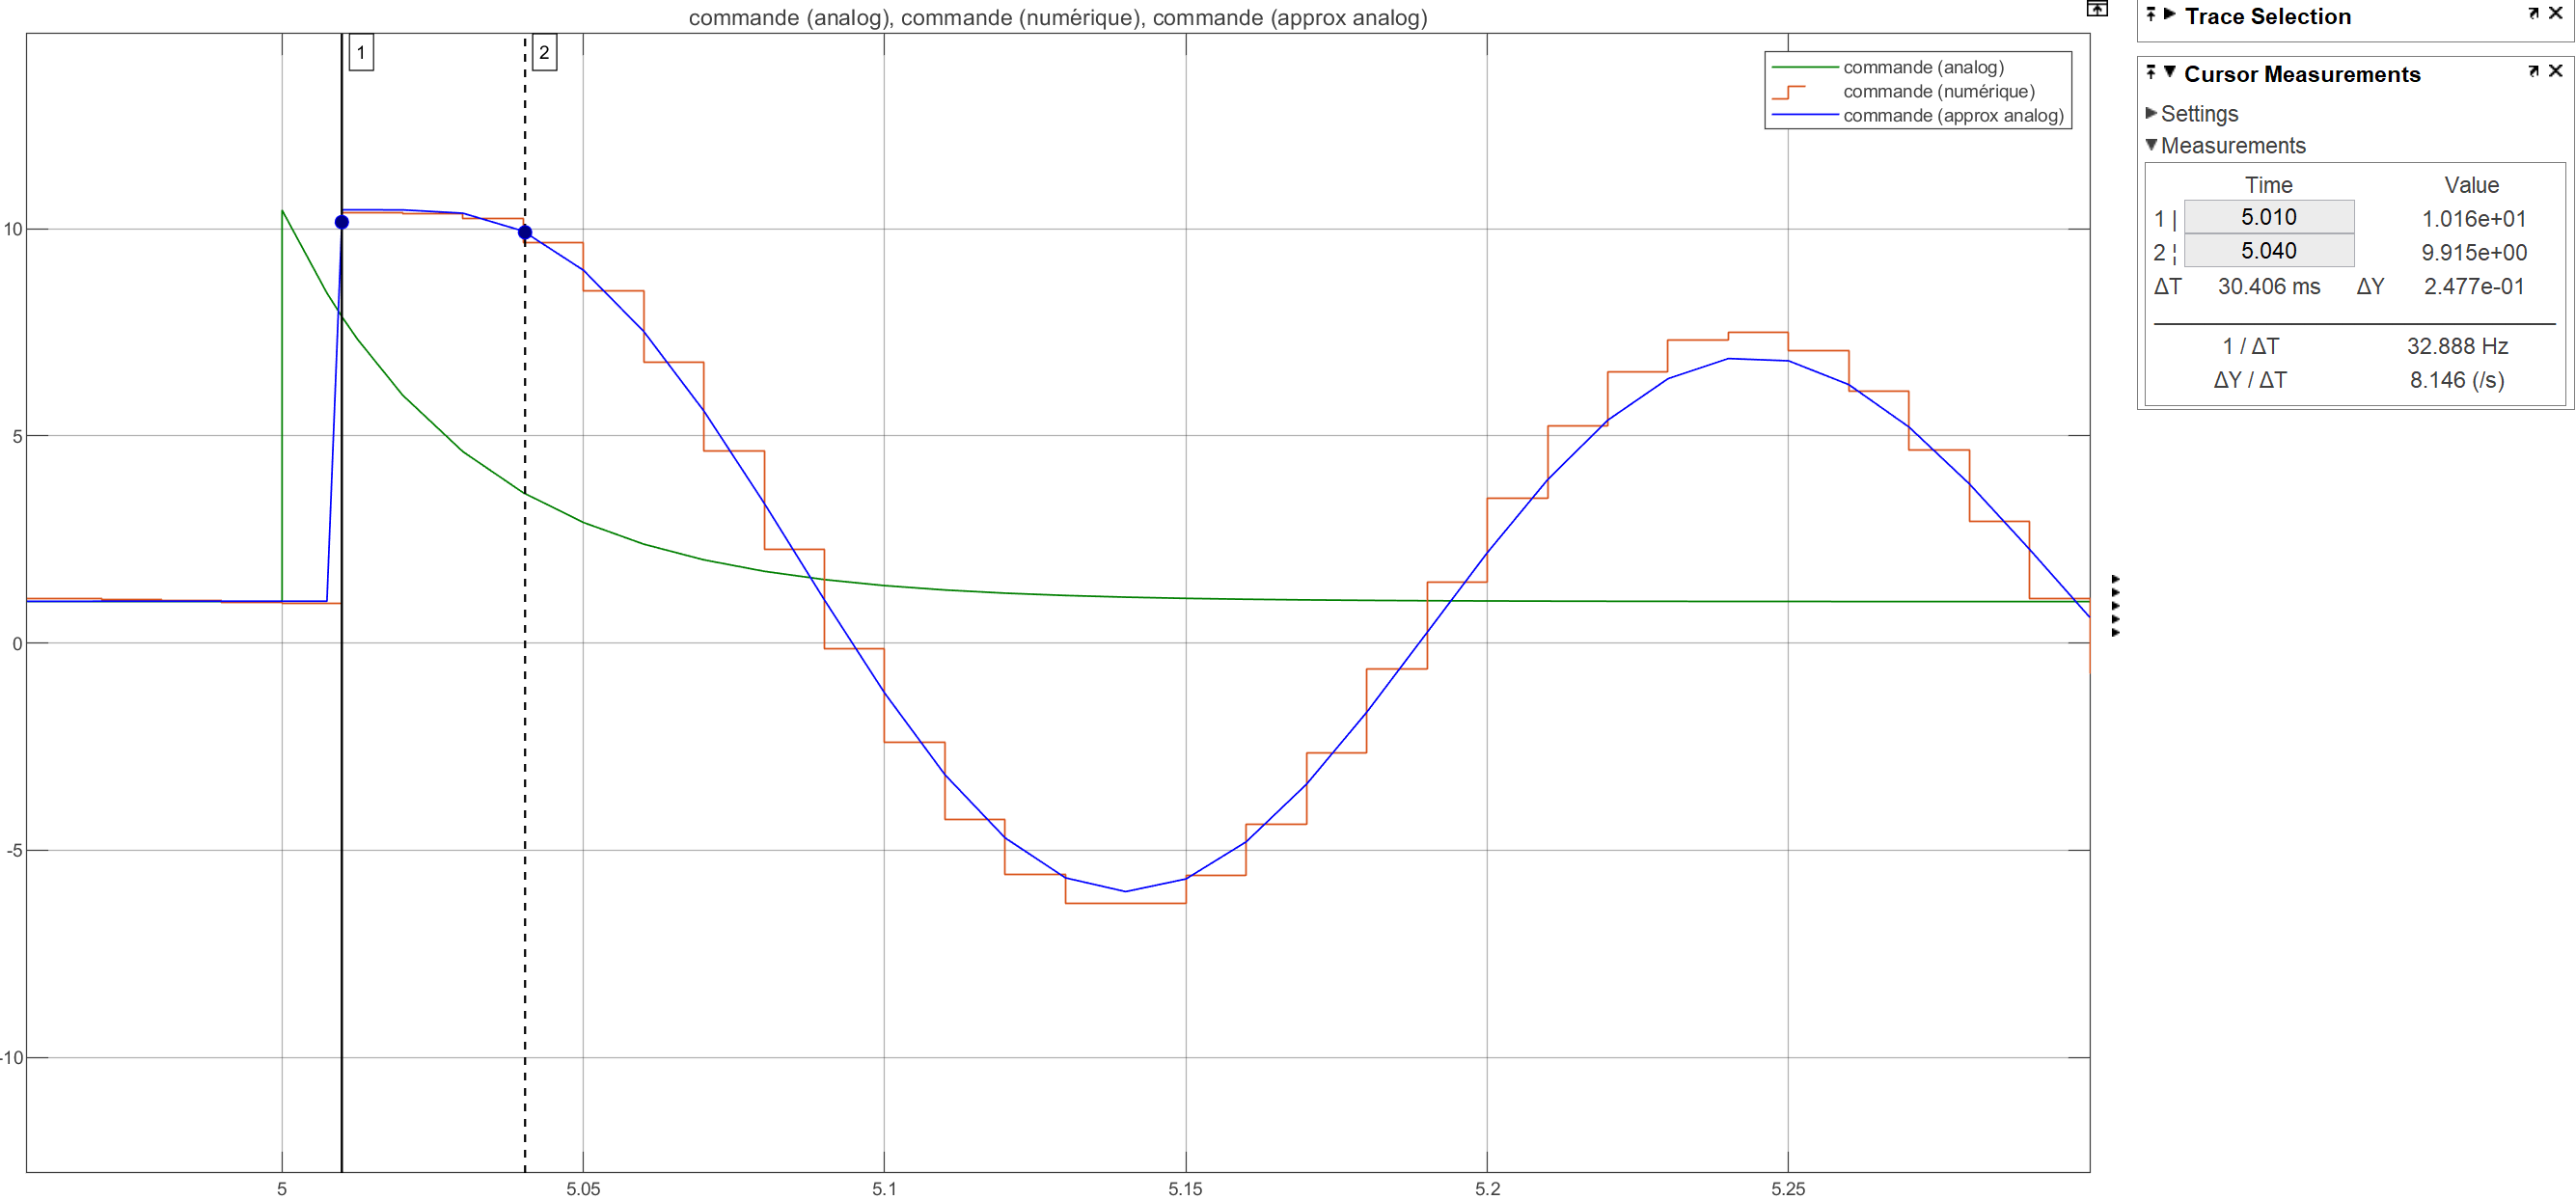 commande (analog), commande (numérique), commande (approx analog)
1
2
commande (analog)
commande (numérique)
commande (approx analog)
10
5
0
-5
-10
5
5.05
5.1
5.15
5.2
5.25
Trace Selection
Cursor Measurements
Settings
Measurements
Time Value
1 | 5.010 1.016e+01
2 ¦ 5.040 9.915e+00
ΔT 30.406 ms ΔY 2.477e-01
1 / ΔT 32.888 Hz
ΔY / ΔT 8.146 (/s)